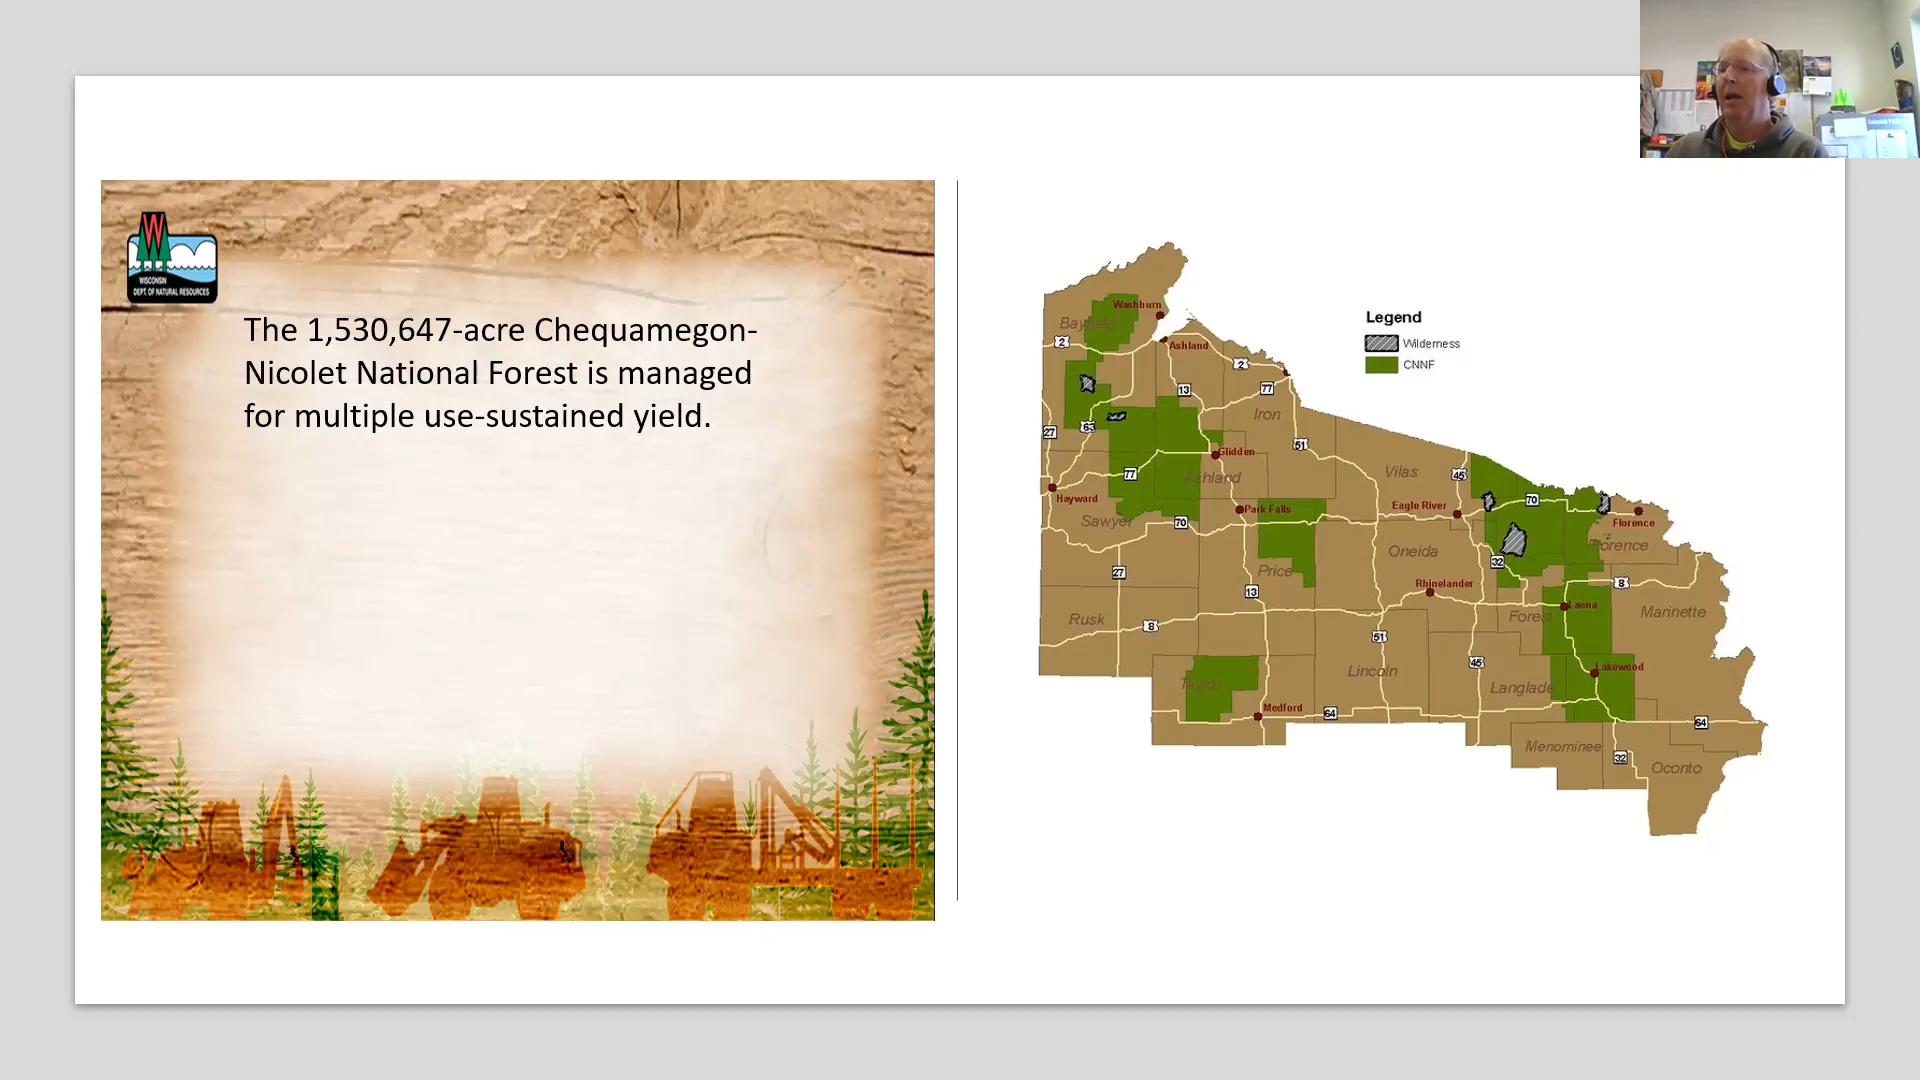 WISCONSIN
DEPT. OF NATURAL RESOURCES
The 1,530,647-acre Chequamegon-
Nicolet National Forest is managed
for multiple use-sustained yield.
Legend
Wilderness
CNNF
Washburn
Bayfield
2
Ashland
2
13
77
Iron
63
27
51
Glidden
77
Ashland
Vilas
45
Hayward
Eagle River
70
Park Falls
Sawyer
70
Florence
Florence
Oneida
32
27
Price
Rhinelander
8
13
Laona
Rusk
8
Forest
Marinette
51
45
Lakewood
Lincoln
Taylor
Langlade
Medford
64
64
Menominee
32
Oconto